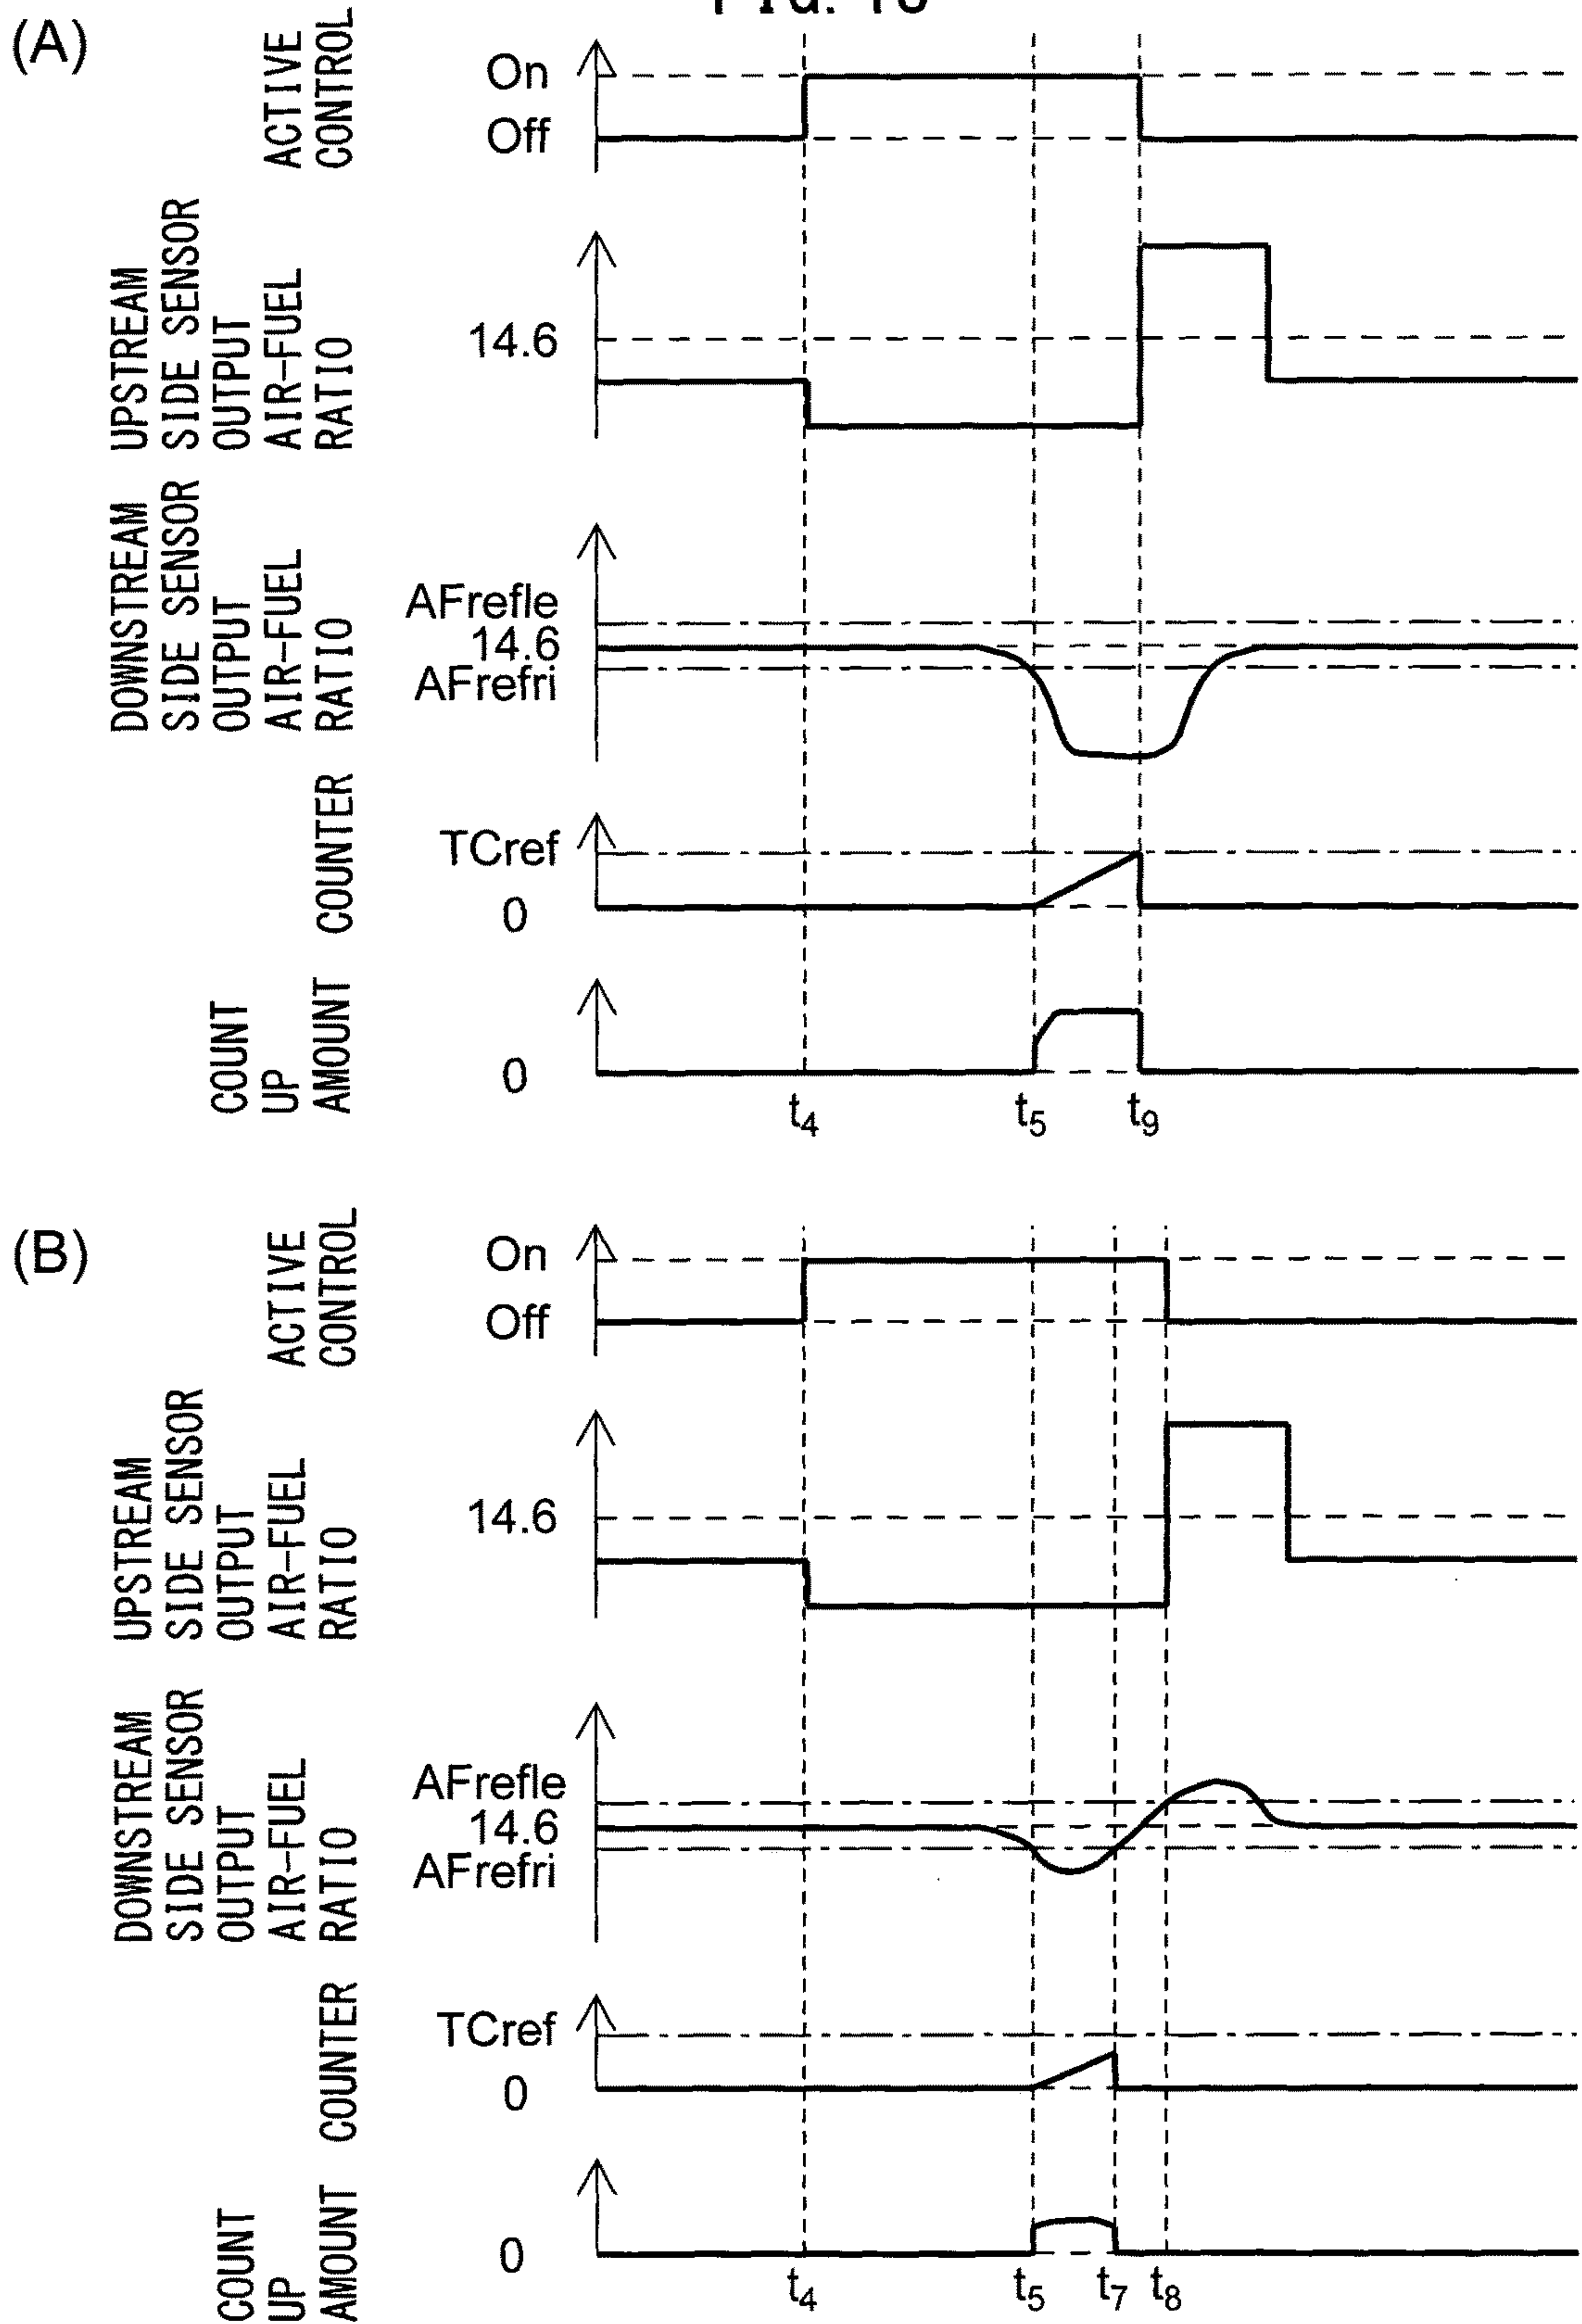 (A)
ACTIVE
CONTROL
On
Off
UPSTREAM
SIDE SENSOR
OUTPUT
AIR-FUEL
RATIO
14.6
DOWNSTREAM
SIDE SENSOR
OUTPUT
AIR-FUEL
RATIO
AFrefle
14.6
AFrefri
COUNTER
TCref
0
COUNT
UP
AMOUNT
0
t4 t5 t9
(B)
ACTIVE
CONTROL
On
Off
UPSTREAM
SIDE SENSOR
OUTPUT
AIR-FUEL
RATIO
14.6
DOWNSTREAM
SIDE SENSOR
OUTPUT
AIR-FUEL
RATIO
AFrefle
14.6
AFrefri
COUNTER
TCref
0
COUNT
UP
AMOUNT
0
t4 t5 t7 t8